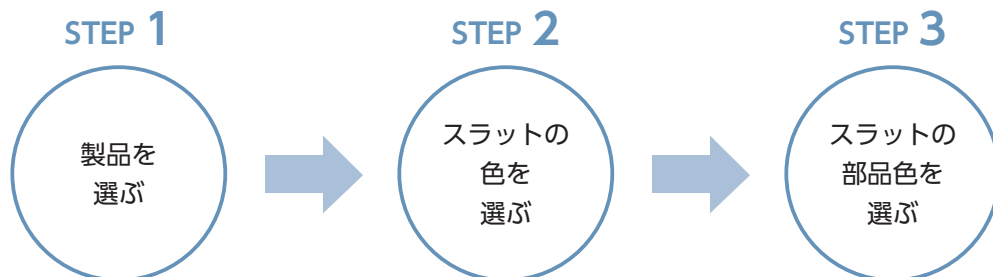 STEP 1
製品を
選ぶ
STEP 2
スラットの
色を
選ぶ
STEP 3
スラットの
部品色を
選ぶ